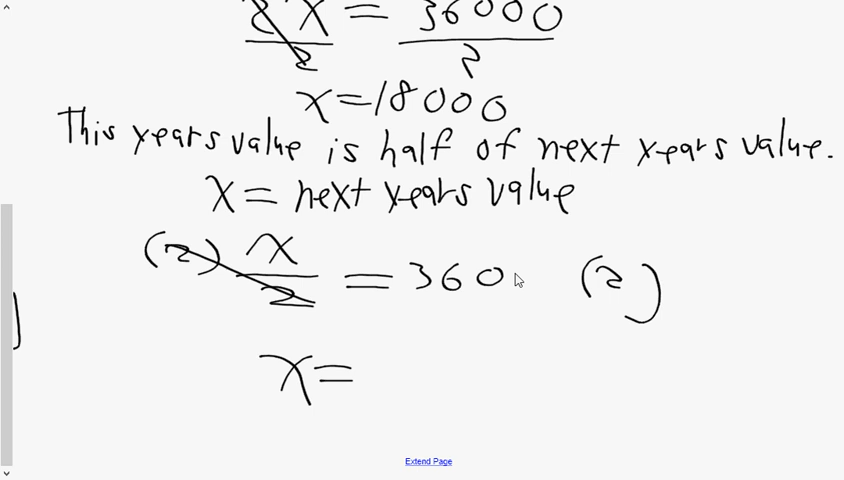 2x = 36000
2 2
x=18000
This years value is half of next years value.
x = next years value
(2) x/2 = 360 (2)
x=
Extend Page